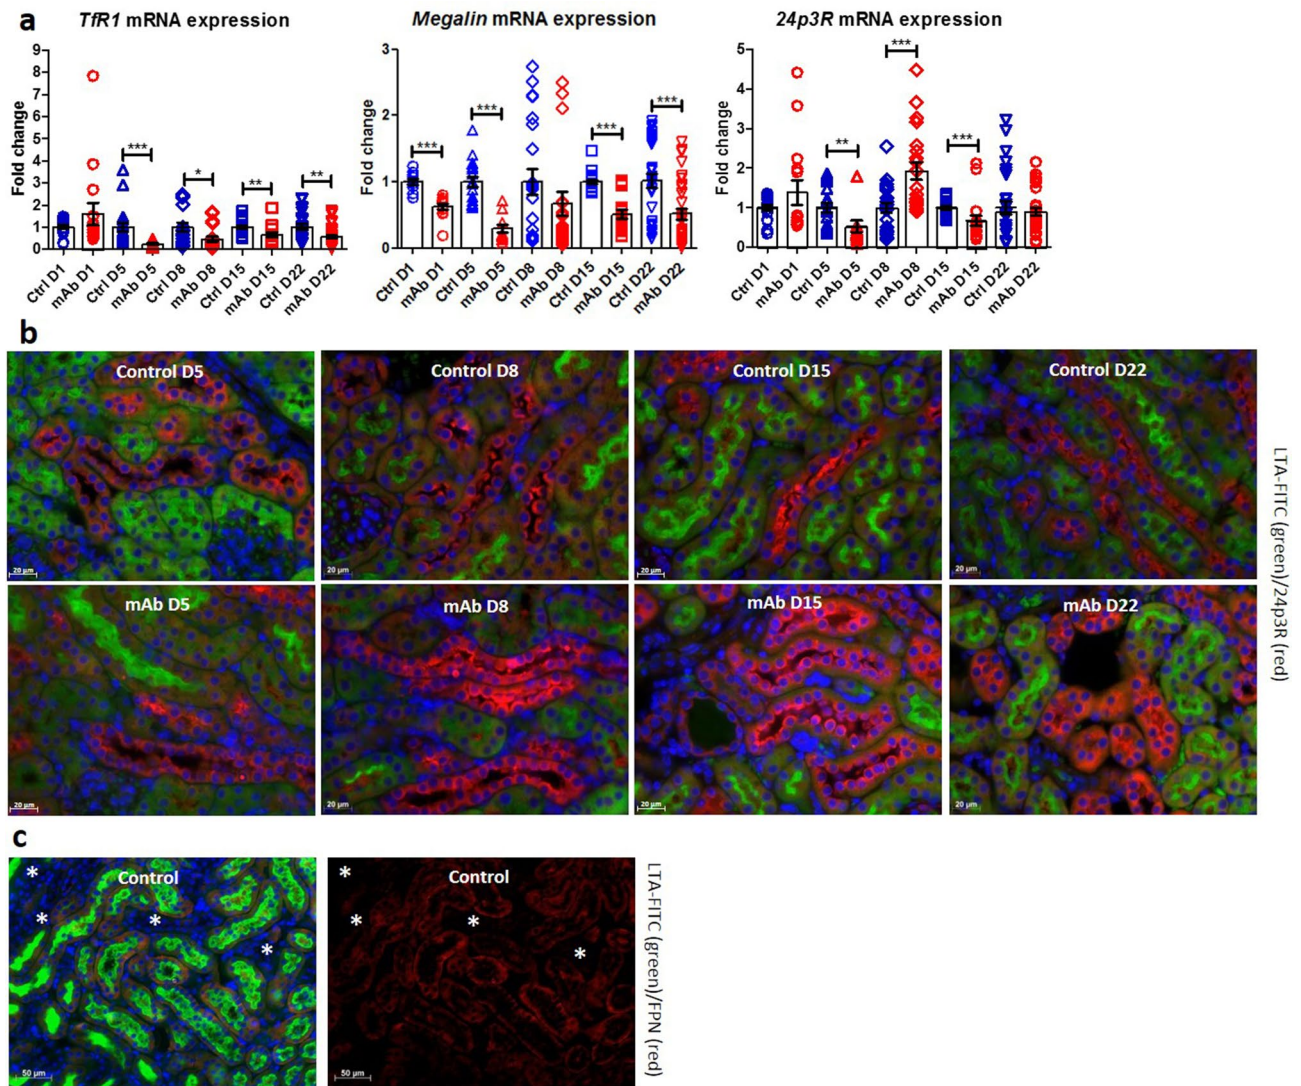 a
TfR1 mRNA expression
Megalin mRNA expression
24p3R mRNA expression
Fold change
9
8
7
6
5
4
3
2
1
0
***
*
**
**
Ctrl D1
mAb D1
Ctrl D5
mAb D5
Ctrl D8
mAb D8
Ctrl D15
mAb D15
Ctrl D22
mAb D22
Fold change
3
2
1
0
***
***
***
***
Ctrl D1
mAb D1
Ctrl D5
mAb D5
Ctrl D8
mAb D8
Ctrl D15
mAb D15
Ctrl D22
mAb D22
Fold change
5
4
3
2
1
0
**
***
***
Ctrl D1
mAb D1
Ctrl D5
mAb D5
Ctrl D8
mAb D8
Ctrl D15
mAb D15
Ctrl D22
mAb D22
b
Control D5
Control D8
Control D15
Control D22
20 µm
20 µm
20 µm
20 µm
mAb D5
mAb D8
mAb D15
mAb D22
20 µm
20 µm
20 µm
20 µm
LTA-FITC (green)/24p3R (red)
c
Control
Control
* * * *
* * * *
50 µm
50 µm
LTA-FITC (green)/FPN (red)